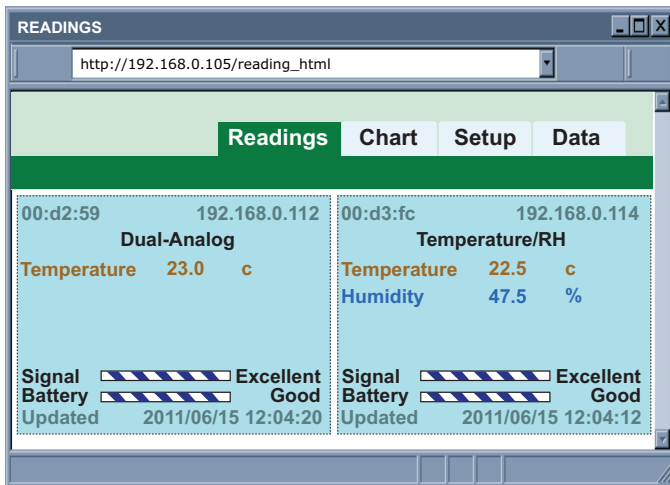 READINGS
http://192.168.0.105/reading_html
Readings Chart Setup Data
00:d2:59 192.168.0.112
Dual-Analog
Temperature 23.0 c
Signal Excellent
Battery Good
Updated 2011/06/15 12:04:20
00:d3:fc 192.168.0.114
Temperature/RH
Temperature 22.5 c
Humidity 47.5 %
Signal Excellent
Battery Good
Updated 2011/06/15 12:04:12